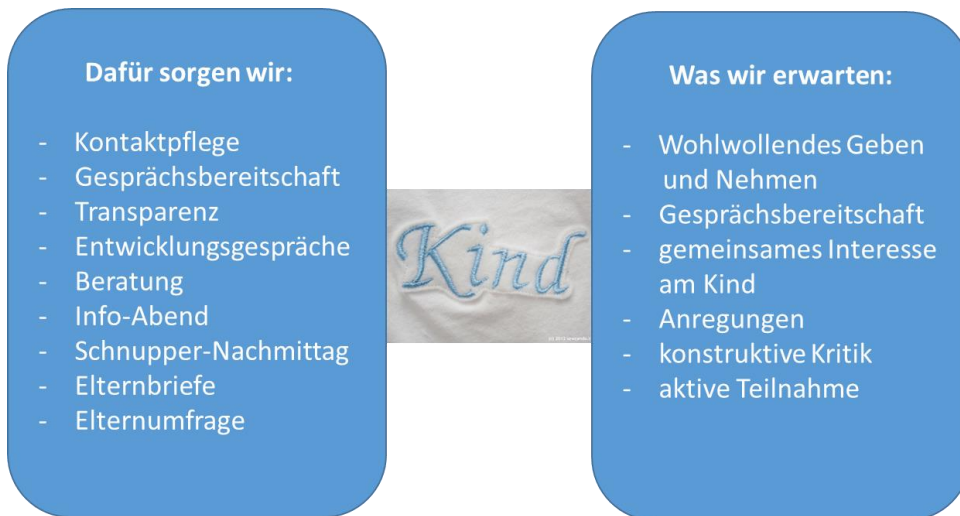 Dafür sorgen wir:
- Kontaktpflege
- Gesprächsbereitschaft
- Transparenz
- Entwicklungsgespräche
- Beratung
- Info-Abend
- Schnupper-Nachmittag
- Elternbriefe
- Elternumfrage
Kind
Was wir erwarten:
- Wohlwollendes Geben
und Nehmen
- Gesprächsbereitschaft
- gemeinsames Interesse
am Kind
- Anregungen
- konstruktive Kritik
- aktive Teilnahme